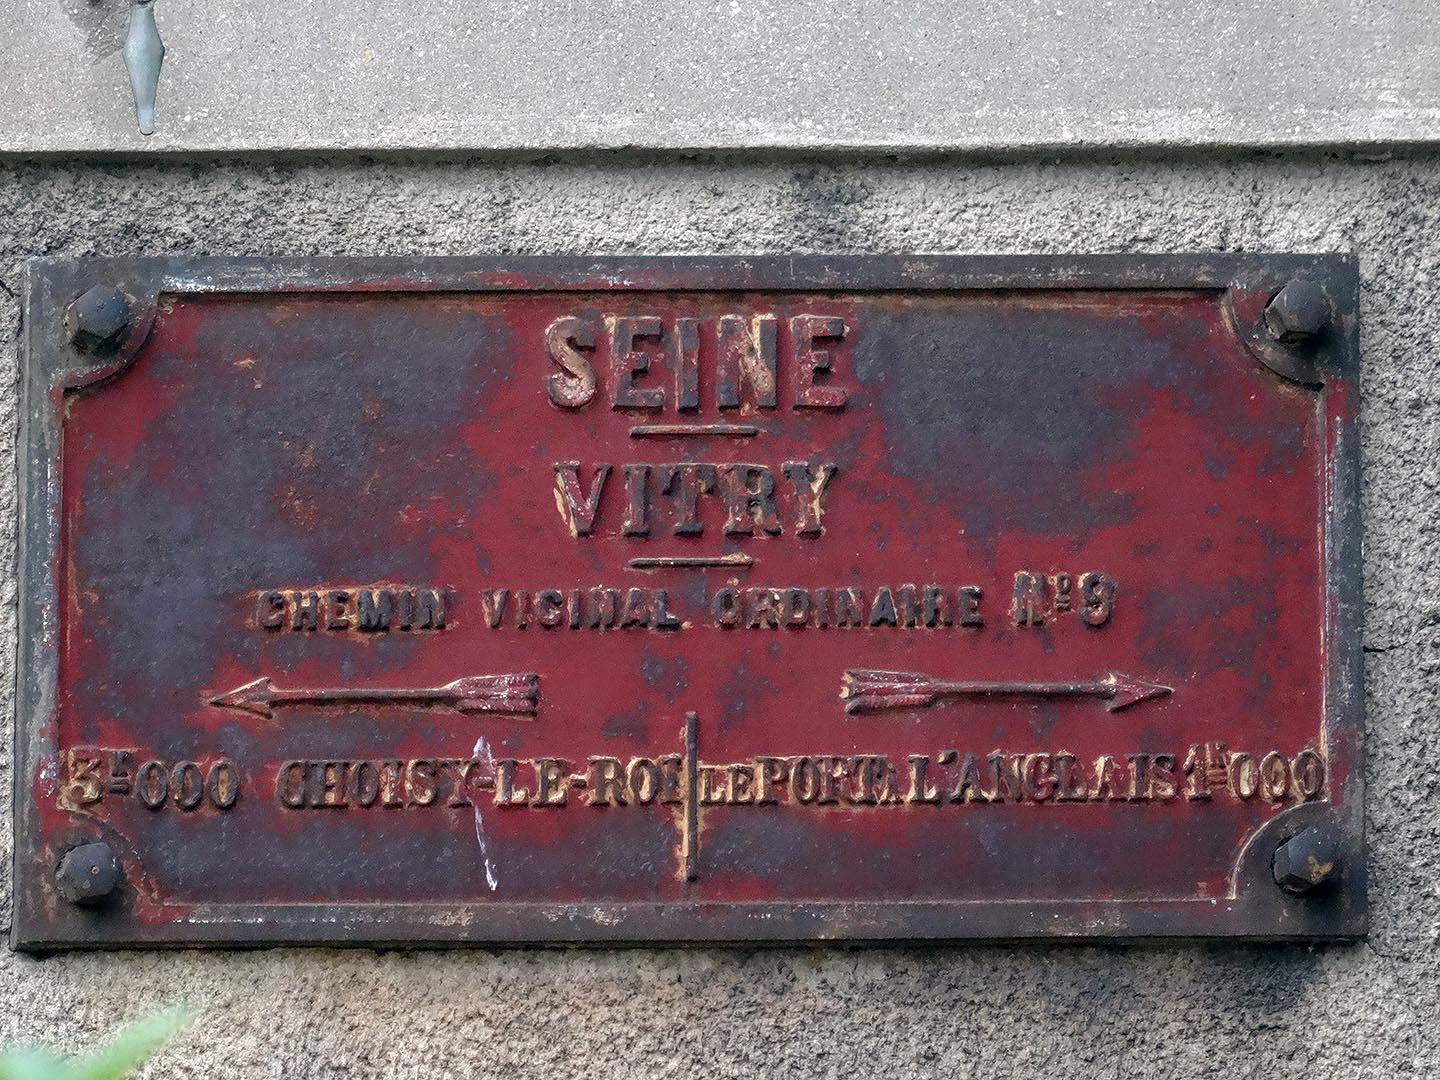 SEINE
VITRY
CHEMIN VICINAL ORDINAIRE Nº 9
3K000 CHOISY-LE-ROI LE PORT A L'ANGLAIS 1K000